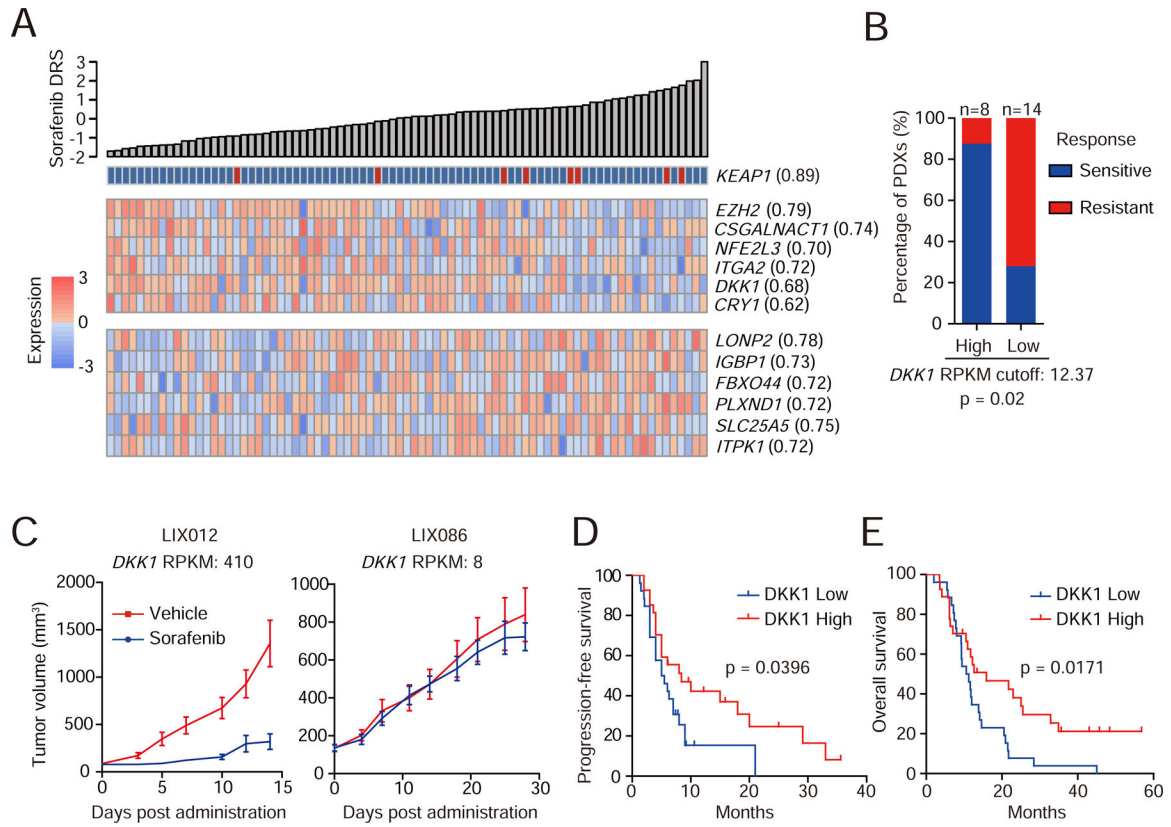 A
Sorafenib DRS
3
2
1
0
-1
-2
KEAP1 (0.89)
EZH2 (0.79)
CSGALNACT1 (0.74)
NFE2L3 (0.70)
ITGA2 (0.72)
DKK1 (0.68)
CRY1 (0.62)
Expression
3
0
-3
LONP2 (0.78)
IGBP1 (0.73)
FBXO44 (0.72)
PLXND1 (0.72)
SLC25A5 (0.75)
ITPK1 (0.72)
B
Percentage of PDXs (%)
100
80
60
40
20
0
n=8 n=14
Response
Sensitive
Resistant
High Low
DKK1 RPKM cutoff: 12.37
p = 0.02
C
LIX012
DKK1 RPKM: 410
Tumor volume (mm³)
2000
1500
1000
500
0
Vehicle
Sorafenib
0 5 10 15
Days post administration
LIX086
DKK1 RPKM: 8
1000
800
600
400
200
0
0 10 20 30
Days post administration
D
Progression-free survival
100
80
60
40
20
0
DKK1 Low
DKK1 High
p = 0.0396
0 10 20 30 40
Months
E
Overall survival
100
80
60
40
20
0
DKK1 Low
DKK1 High
p = 0.0171
0 20 40 60
Months